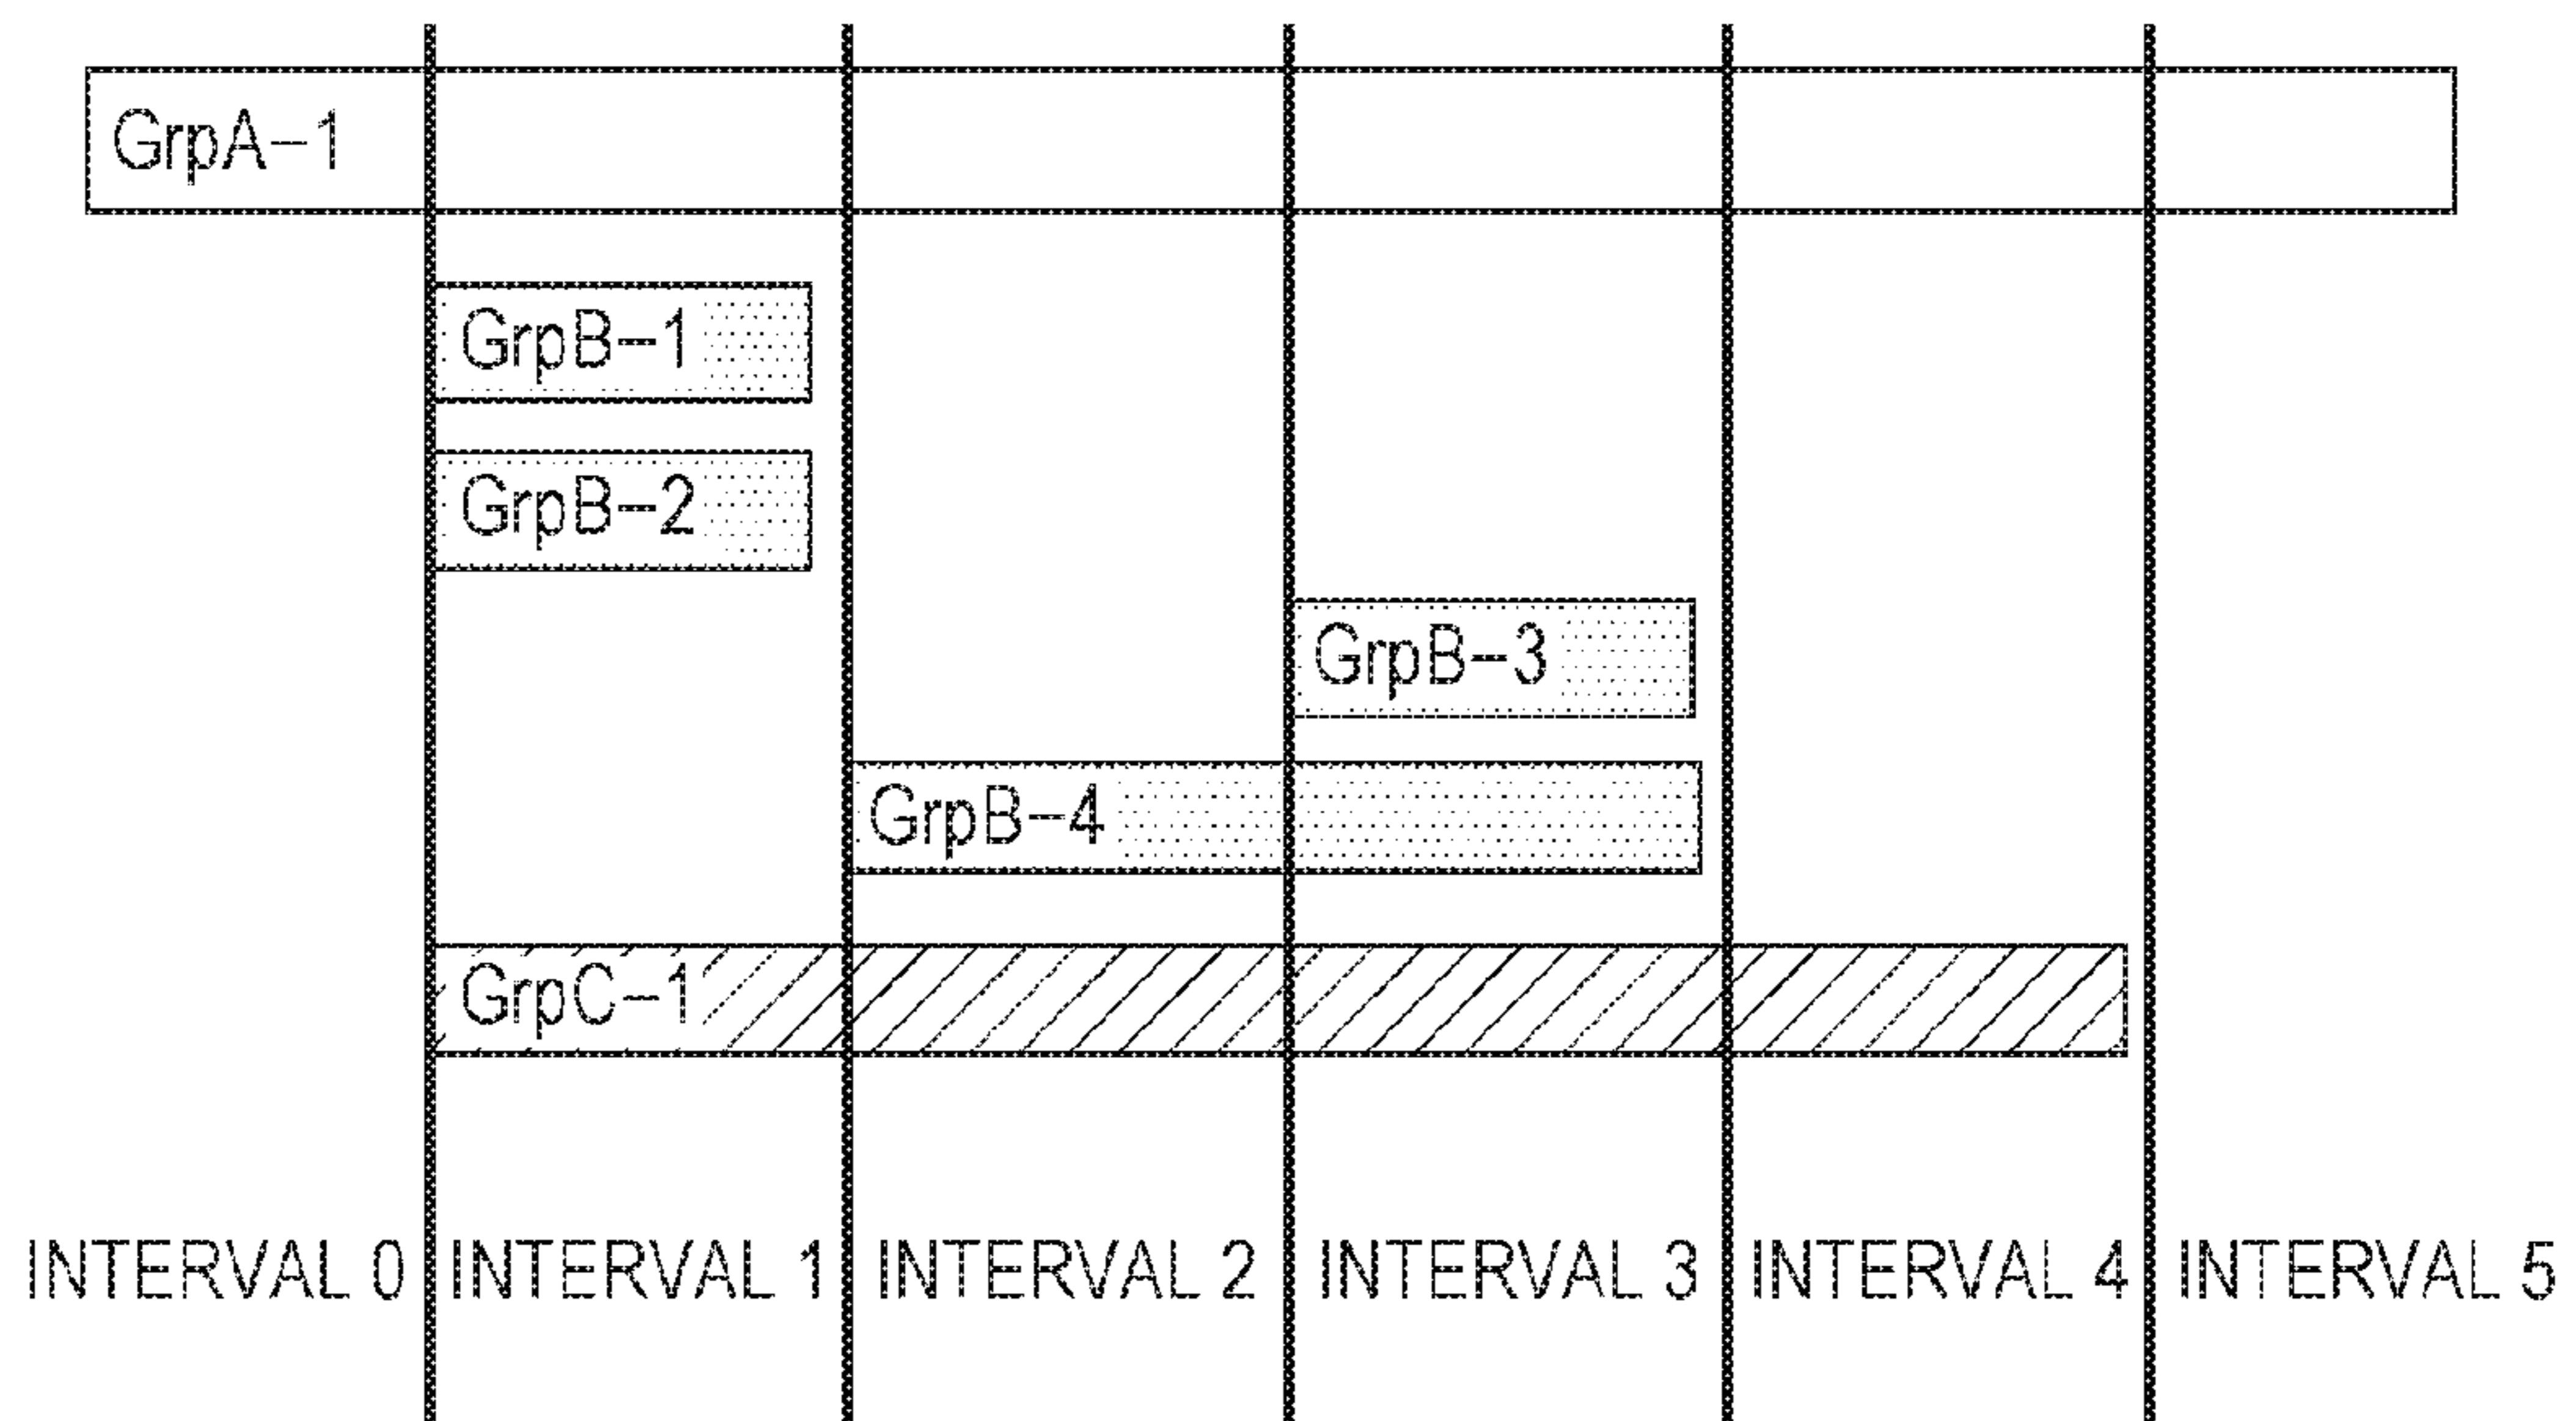 GrpA-1
GrpB-1
GrpB-2
GrpB-3
GrpB-4
GrpC-1
INTERVAL 0 INTERVAL 1 INTERVAL 2 INTERVAL 3 INTERVAL 4 INTERVAL 5